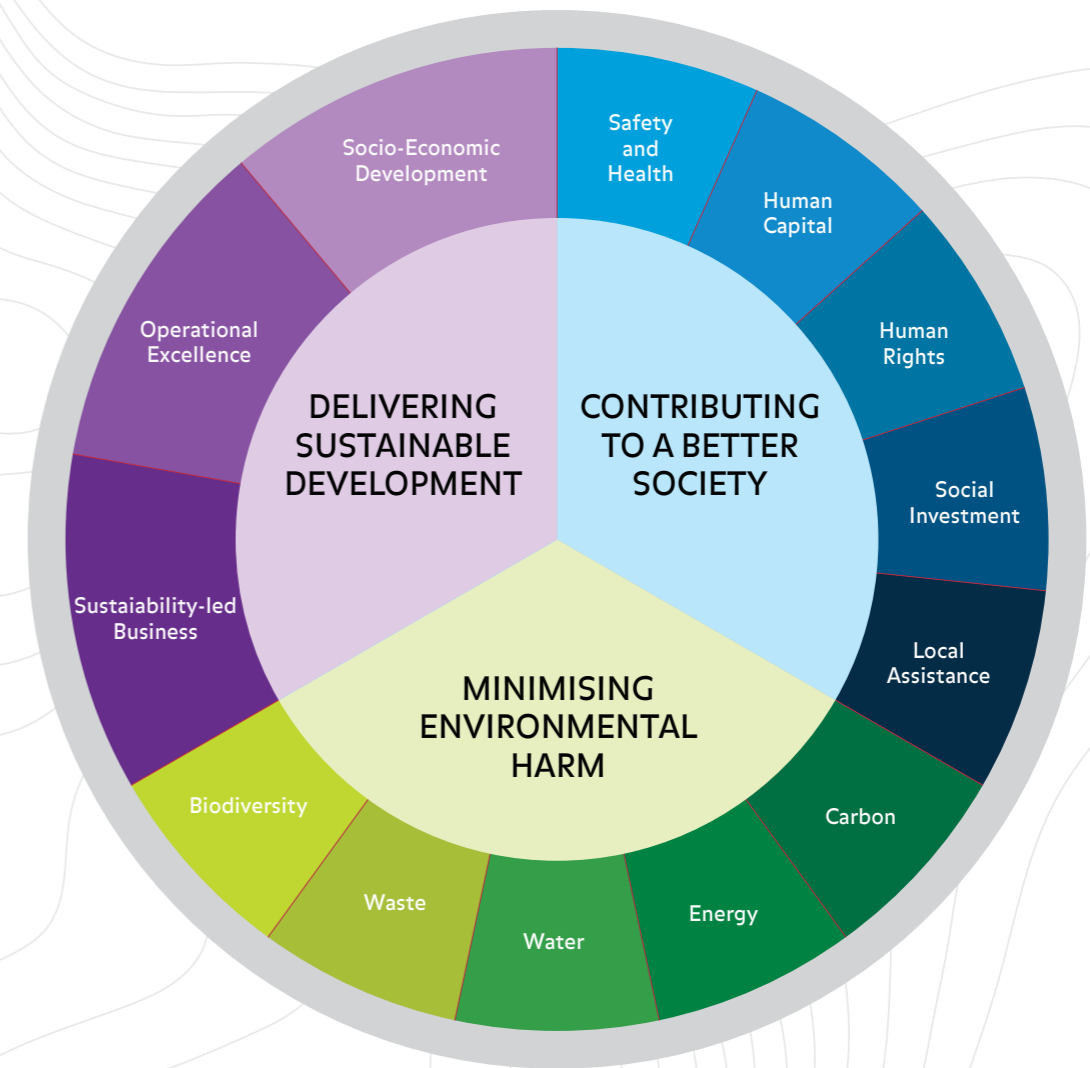 Socio-Economic
Development
Safety
and
Health
Human
Capital
Human
Rights
Social
Investment
Local
Assistance
Carbon
Energy
Water
Waste
Biodiversity
Sustaiability-led
Business
Operational
Excellence
DELIVERING
SUSTAINABLE
DEVELOPMENT
CONTRIBUTING
TO A BETTER
SOCIETY
MINIMISING
ENVIRONMENTAL
HARM